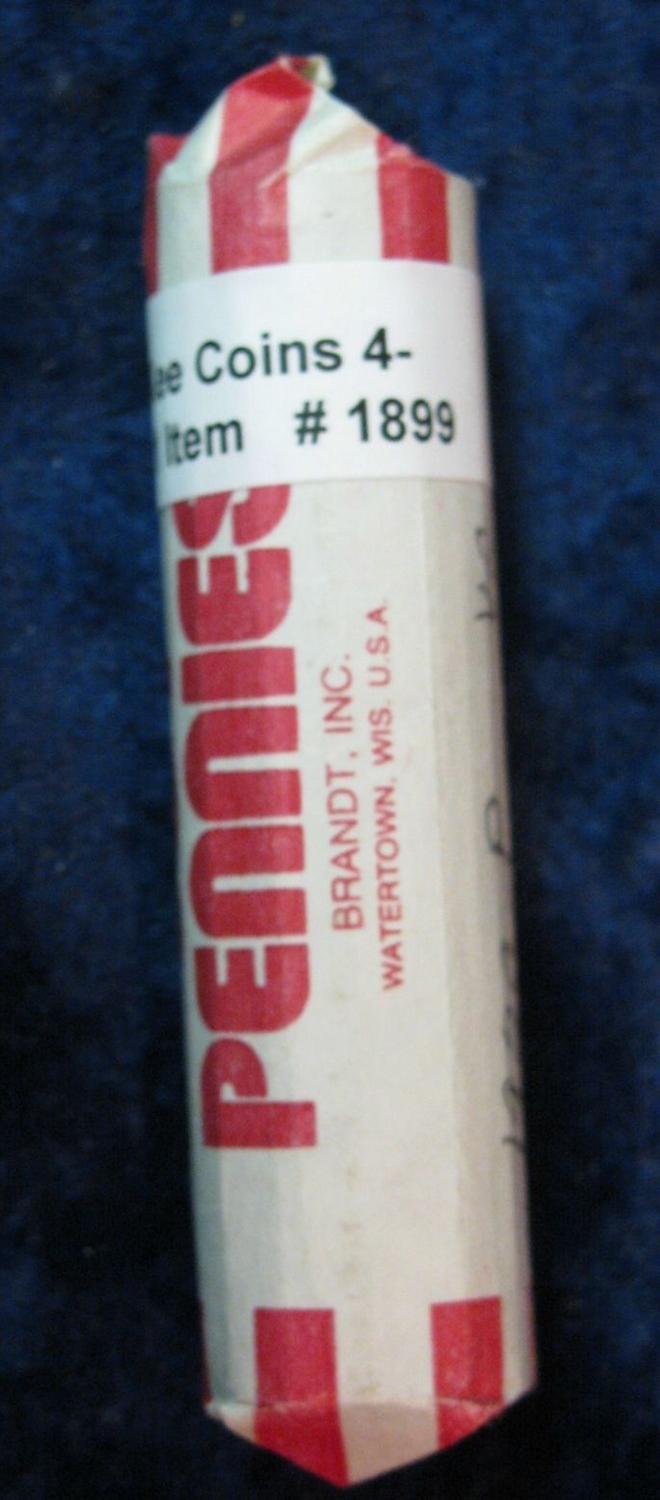 Coins 4-
Item # 1899
PENNIES
BRANDT, INC.
WATERTOWN, WIS. U.S.A.